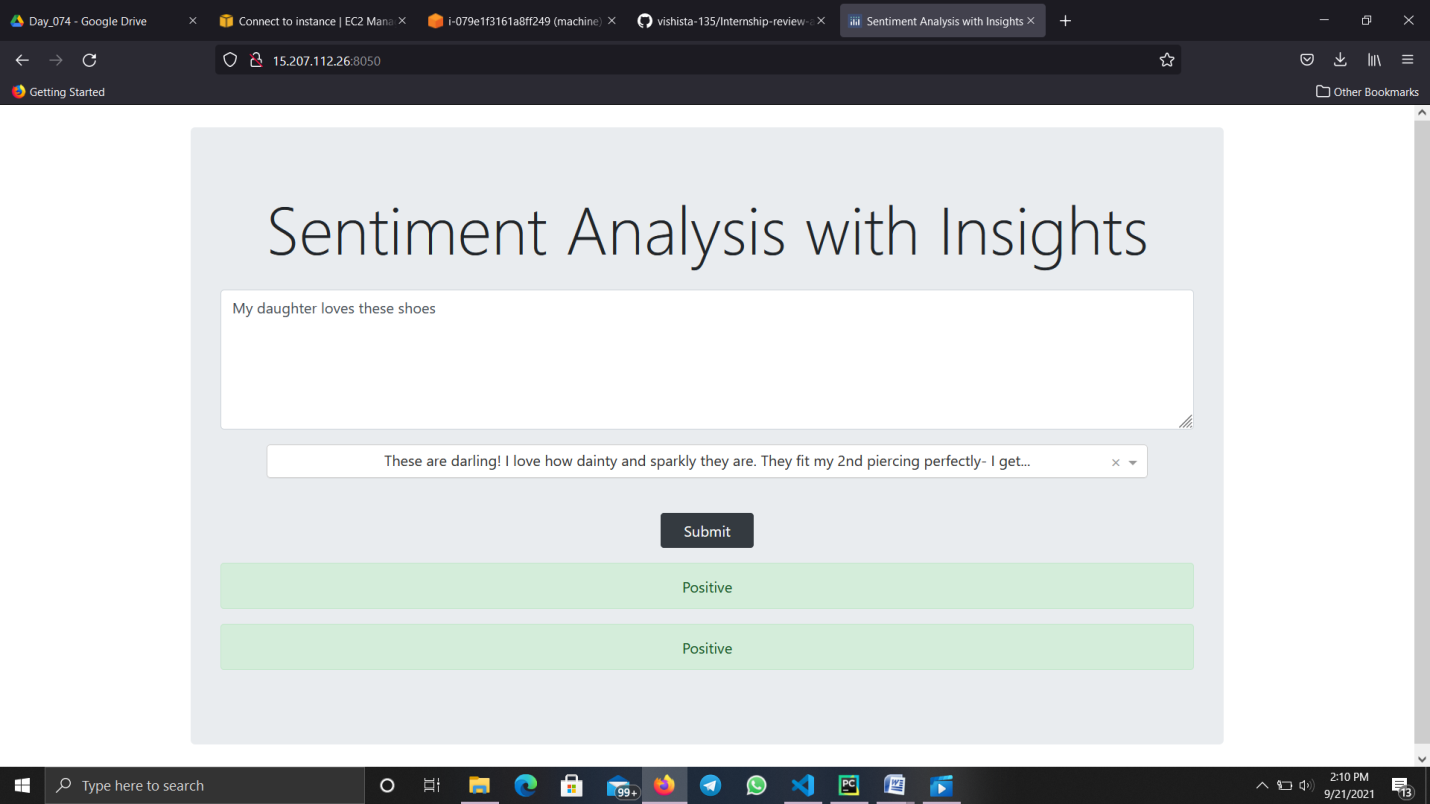 Day_074 - Google Drive
Connect to instance | EC2 Mana
i-079e1f3161a8ff249 (machine)
vishista-135/Internship-review-a
Sentiment Analysis with Insights
15.207.112.26:8050
Getting Started
Other Bookmarks
Sentiment Analysis with Insights
My daughter loves these shoes
These are darling! I love how dainty and sparkly they are. They fit my 2nd piercing perfectly- I get...
Submit
Positive
Positive
Type here to search
99+
PC
W
2:10 PM
9/21/2021
13